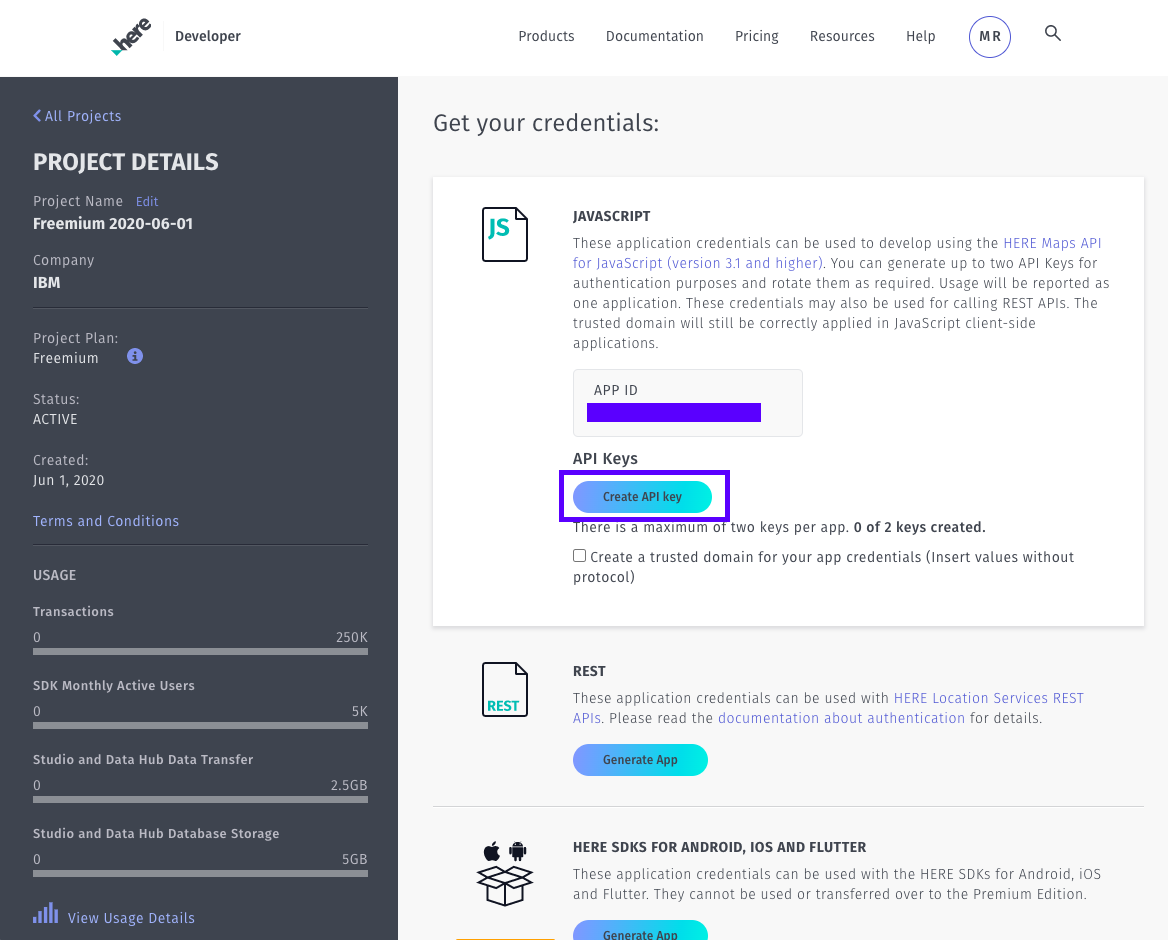 here Developer Products Documentation Pricing Resources Help MR
All Projects
PROJECT DETAILS
Project Name Edit
Freemium 2020-06-01
Company
IBM
Project Plan:
Freemium
Status:
ACTIVE
Created:
Jun 1, 2020
Terms and Conditions
USAGE
Transactions
0 250K
SDK Monthly Active Users
0 5K
Studio and Data Hub Data Transfer
0 2.5GB
Studio and Data Hub Database Storage
0 5GB
View Usage Details
Get your credentials:
JS
JAVASCRIPT
These application credentials can be used to develop using the HERE Maps API
for JavaScript (version 3.1 and higher). You can generate up to two API Keys for
authentication purposes and rotate them as required. Usage will be reported as
one application. These credentials may also be used for calling REST APIs. The
trusted domain will still be correctly applied in JavaScript client-side
applications.
APP ID
API Keys
Create API key
There is a maximum of two keys per app. 0 of 2 keys created.
Create a trusted domain for your app credentials (Insert values without
protocol)
REST
REST
These application credentials can be used with HERE Location Services REST
APIs. Please read the documentation about authentication for details.
Generate App
HERE SDKS FOR ANDROID, IOS AND FLUTTER
These application credentials can be used with the HERE SDKs for Android, iOS
and Flutter. They cannot be used or transferred over to the Premium Edition.
Generate App